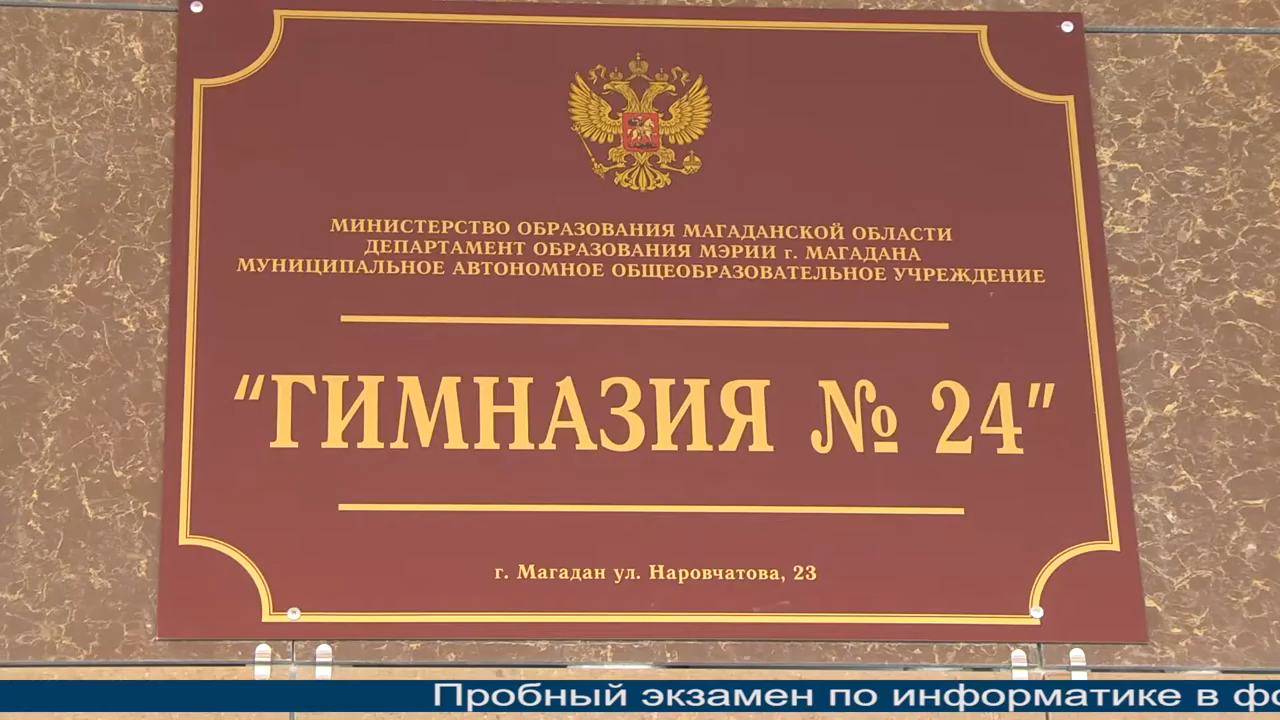 МИНИСТЕРСТВО ОБРАЗОВАНИЯ МАГАДАНСКОЙ ОБЛАСТИ
ДЕПАРТАМЕНТ ОБРАЗОВАНИЯ МЭРИИ г. МАГАДАНА
МУНИЦИПАЛЬНОЕ АВТОНОМНОЕ ОБЩЕОБРАЗОВАТЕЛЬНОЕ УЧРЕЖДЕНИЕ
“ГИМНАЗИЯ № 24”
г. Магадан ул. Наровчатова, 23
Пробный экзамен по информатике в